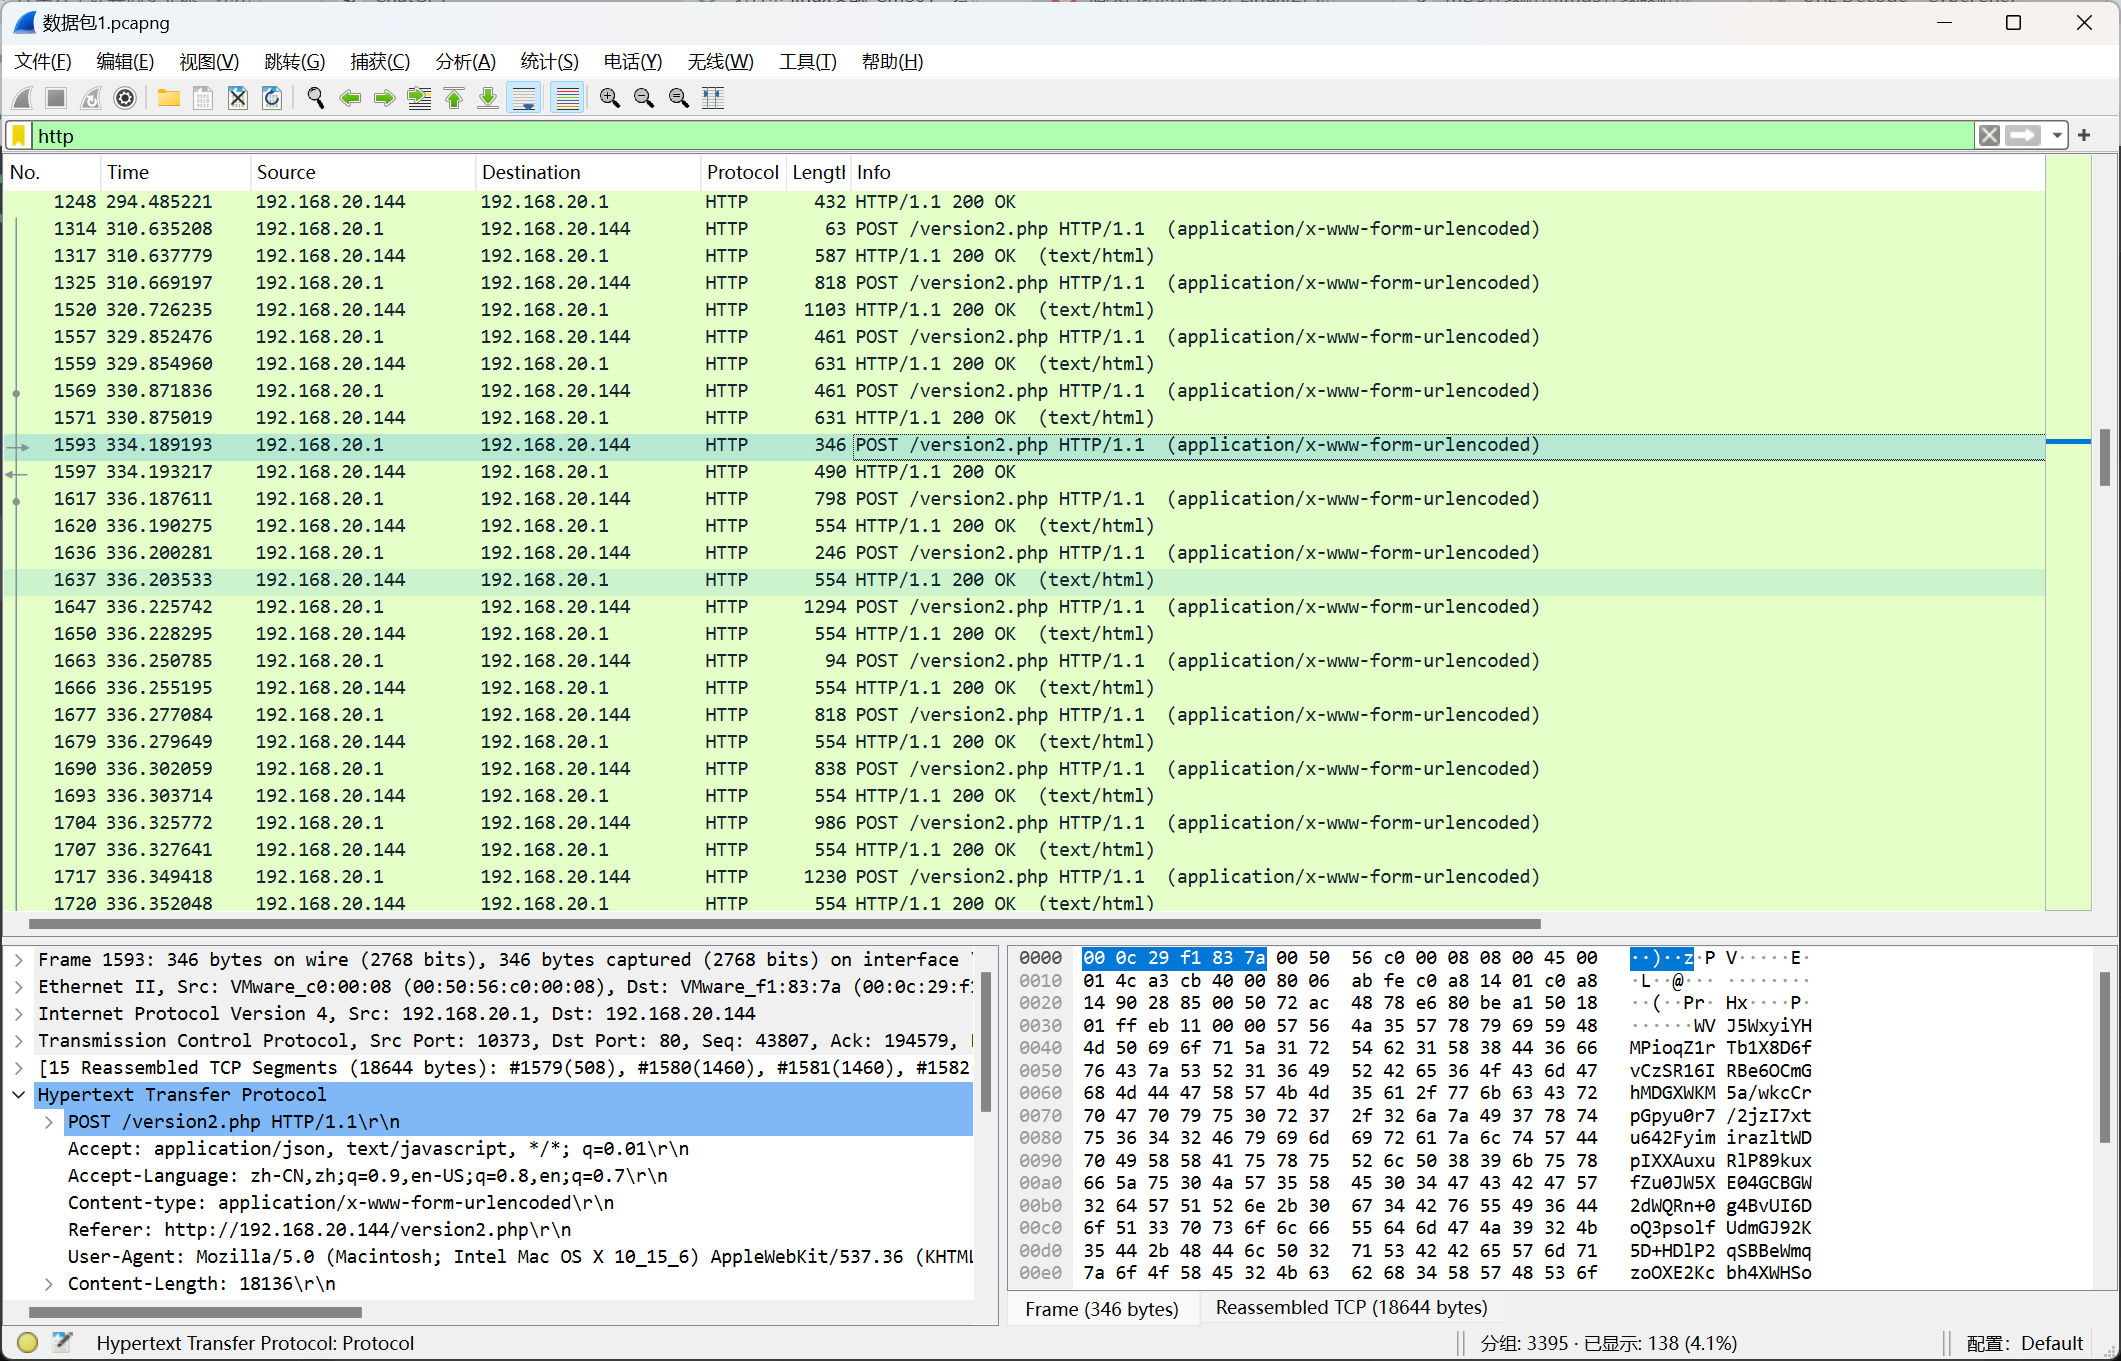 数据包1.pcapng
文件(F) 编辑(E) 视图(V) 跳转(G) 捕获(C) 分析(A) 统计(S) 电话(Y) 无线(W) 工具(T) 帮助(H)
http
No. Time Source Destination Protocol Lengtl Info
1248 294.485221 192.168.20.144 192.168.20.1 HTTP 432 HTTP/1.1 200 OK
1314 310.635208 192.168.20.1 192.168.20.144 HTTP 63 POST /version2.php HTTP/1.1 (application/x-www-form-urlencoded)
1317 310.637779 192.168.20.144 192.168.20.1 HTTP 587 HTTP/1.1 200 OK (text/html)
1325 310.669197 192.168.20.1 192.168.20.144 HTTP 818 POST /version2.php HTTP/1.1 (application/x-www-form-urlencoded)
1520 320.726235 192.168.20.144 192.168.20.1 HTTP 1103 HTTP/1.1 200 OK (text/html)
1557 329.852476 192.168.20.1 192.168.20.144 HTTP 461 POST /version2.php HTTP/1.1 (application/x-www-form-urlencoded)
1559 329.854960 192.168.20.144 192.168.20.1 HTTP 631 HTTP/1.1 200 OK (text/html)
1569 330.871836 192.168.20.1 192.168.20.144 HTTP 461 POST /version2.php HTTP/1.1 (application/x-www-form-urlencoded)
1571 330.875019 192.168.20.144 192.168.20.1 HTTP 631 HTTP/1.1 200 OK (text/html)
1593 334.189193 192.168.20.1 192.168.20.144 HTTP 346 POST /version2.php HTTP/1.1 (application/x-www-form-urlencoded)
1597 334.193217 192.168.20.144 192.168.20.1 HTTP 490 HTTP/1.1 200 OK
1617 336.187611 192.168.20.1 192.168.20.144 HTTP 798 POST /version2.php HTTP/1.1 (application/x-www-form-urlencoded)
1620 336.190275 192.168.20.144 192.168.20.1 HTTP 554 HTTP/1.1 200 OK (text/html)
1636 336.200281 192.168.20.1 192.168.20.144 HTTP 246 POST /version2.php HTTP/1.1 (application/x-www-form-urlencoded)
1637 336.203533 192.168.20.144 192.168.20.1 HTTP 554 HTTP/1.1 200 OK (text/html)
1647 336.225742 192.168.20.1 192.168.20.144 HTTP 1294 POST /version2.php HTTP/1.1 (application/x-www-form-urlencoded)
1650 336.228295 192.168.20.144 192.168.20.1 HTTP 554 HTTP/1.1 200 OK (text/html)
1663 336.250785 192.168.20.1 192.168.20.144 HTTP 94 POST /version2.php HTTP/1.1 (application/x-www-form-urlencoded)
1666 336.255195 192.168.20.144 192.168.20.1 HTTP 554 HTTP/1.1 200 OK (text/html)
1677 336.277084 192.168.20.1 192.168.20.144 HTTP 818 POST /version2.php HTTP/1.1 (application/x-www-form-urlencoded)
1679 336.279649 192.168.20.144 192.168.20.1 HTTP 554 HTTP/1.1 200 OK (text/html)
1690 336.302059 192.168.20.1 192.168.20.144 HTTP 838 POST /version2.php HTTP/1.1 (application/x-www-form-urlencoded)
1693 336.303714 192.168.20.144 192.168.20.1 HTTP 554 HTTP/1.1 200 OK (text/html)
1704 336.325772 192.168.20.1 192.168.20.144 HTTP 986 POST /version2.php HTTP/1.1 (application/x-www-form-urlencoded)
1707 336.327641 192.168.20.144 192.168.20.1 HTTP 554 HTTP/1.1 200 OK (text/html)
1717 336.349418 192.168.20.1 192.168.20.144 HTTP 1230 POST /version2.php HTTP/1.1 (application/x-www-form-urlencoded)
1720 336.352048 192.168.20.144 192.168.20.1 HTTP 554 HTTP/1.1 200 OK (text/html)
Frame 1593: 346 bytes on wire (2768 bits), 346 bytes captured (2768 bits) on interface
Ethernet II, Src: VMware_c0:00:08 (00:50:56:c0:00:08), Dst: VMware_f1:83:7a (00:0c:29:f1
Internet Protocol Version 4, Src: 192.168.20.1, Dst: 192.168.20.144
Transmission Control Protocol, Src Port: 10373, Dst Port: 80, Seq: 43807, Ack: 194579,
[15 Reassembled TCP Segments (18644 bytes): #1579(508), #1580(1460), #1581(1460), #1582
Hypertext Transfer Protocol
POST /version2.php HTTP/1.1\r\n
Accept: application/json, text/javascript, */*; q=0.01\r\n
Accept-Language: zh-CN,zh;q=0.9,en-US;q=0.8,en;q=0.7\r\n
Content-type: application/x-www-form-urlencoded\r\n
Referer: http://192.168.20.144/version2.php\r\n
User-Agent: Mozilla/5.0 (Macintosh; Intel Mac OS X 10_15_6) AppleWebKit/537.36 (KHTML
Content-Length: 18136\r\n
0000 00 0c 29 f1 83 7a 00 50 56 c0 00 08 08 00 45 00 ··)··z·P V·····E·
0010 01 4c a3 cb 40 00 80 06 ab fe c0 a8 14 01 c0 a8 ·L··@··· ········
0020 14 90 28 85 00 50 72 ac 48 78 e6 80 be a1 50 18 ··(··Pr· Hx····P·
0030 01 ff eb 11 00 00 57 56 4a 35 57 78 79 69 59 48 ······WV J5WxyiYH
0040 4d 50 69 6f 71 5a 31 72 54 62 31 58 38 44 36 66 MPioqZ1r Tb1X8D6f
0050 76 43 7a 53 52 31 36 49 52 42 65 36 4f 43 6d 47 vCzSR16I RBe6OCmG
0060 68 4d 44 47 58 57 4b 4d 35 61 2f 77 6b 63 43 72 hMDGXWKM 5a/wkcCr
0070 70 47 70 79 75 30 72 37 2f 32 6a 7a 49 37 78 74 pGpyu0r7 /2jzI7xt
0080 75 36 34 32 46 79 69 6d 69 72 61 7a 6c 74 57 44 u642Fyim irazltWD
0090 70 49 58 58 41 75 78 75 52 6c 50 38 39 6b 75 78 pIXXAuxu RlP89kux
00a0 66 5a 75 30 4a 57 35 58 45 30 34 47 43 42 47 57 fZu0JW5X E04GCBGW
00b0 32 64 57 51 52 6e 2b 30 67 34 42 76 55 49 36 44 2dWQRn+0 g4BvUI6D
00c0 6f 51 33 70 73 6f 6c 66 55 64 6d 47 4a 39 32 4b oQ3psolf UdmGJ92K
00d0 35 44 2b 48 44 6c 50 32 71 53 42 42 65 57 6d 71 5D+HDlP2 qSBBeWmq
00e0 7a 6f 4f 58 45 32 4b 63 62 68 34 58 57 48 53 6f zoOXE2Kc bh4XWHSo
Frame (346 bytes) Reassembled TCP (18644 bytes)
Hypertext Transfer Protocol: Protocol 分组: 3395 · 已显示: 138 (4.1%) 配置: Default